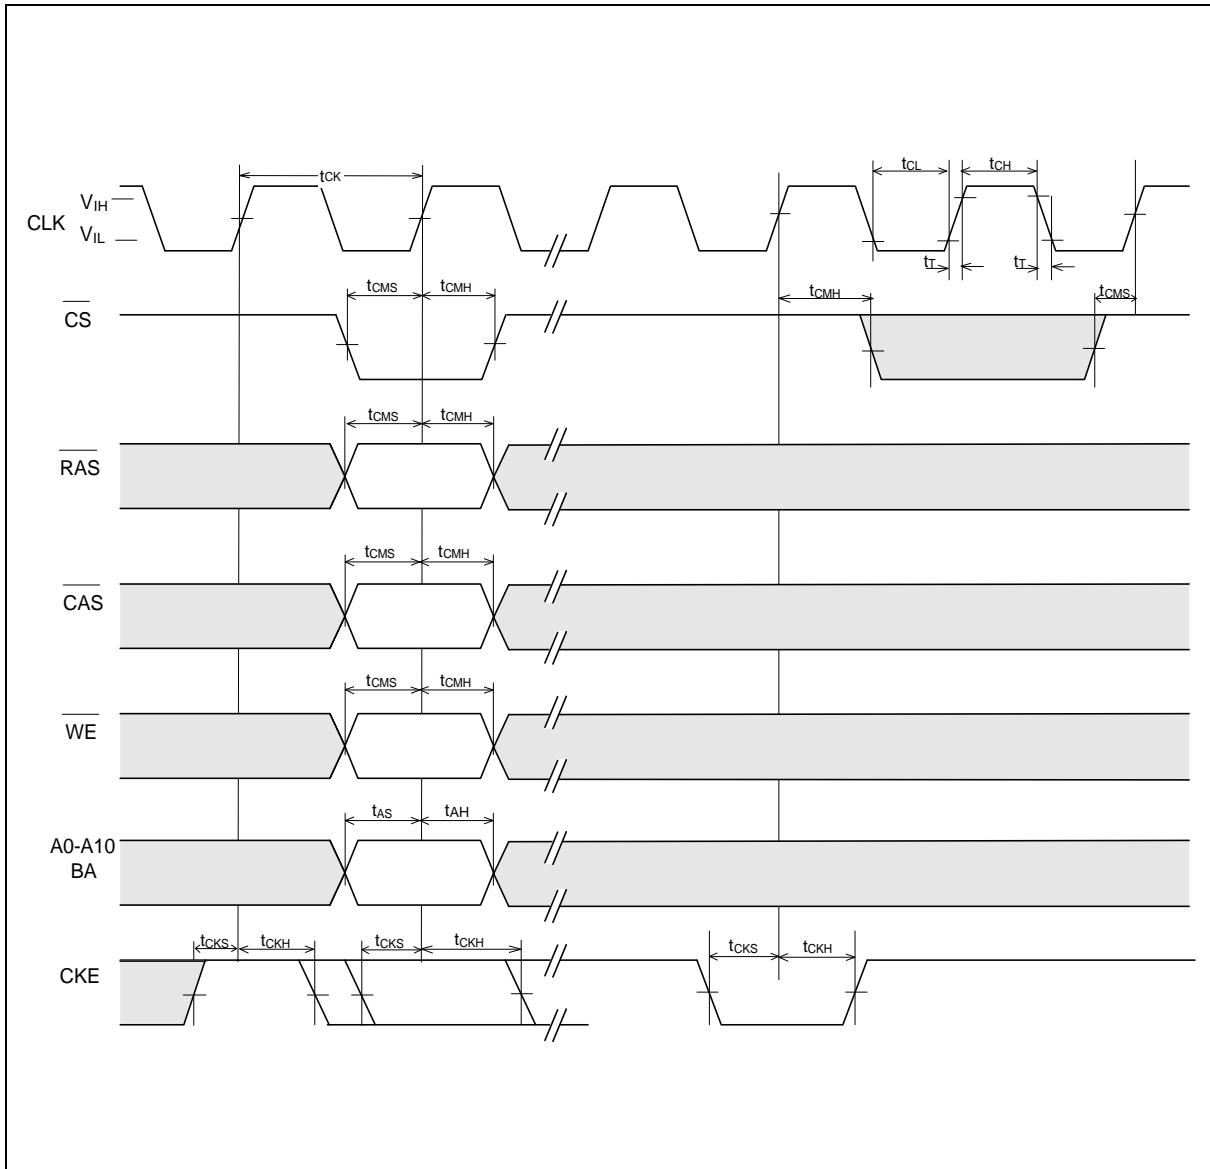 tCK
tCL
tCH
VIH
CLK
VIL
tT
tT
tCMS
tCMH
tCMH
tCMS
CS
tCMS
tCMH
RAS
tCMS
tCMH
CAS
tCMS
tCMH
WE
tAS
tAH
A0-A10
BA
tCKS
tCKH
tCKS
tCKH
tCKS
tCKH
CKE